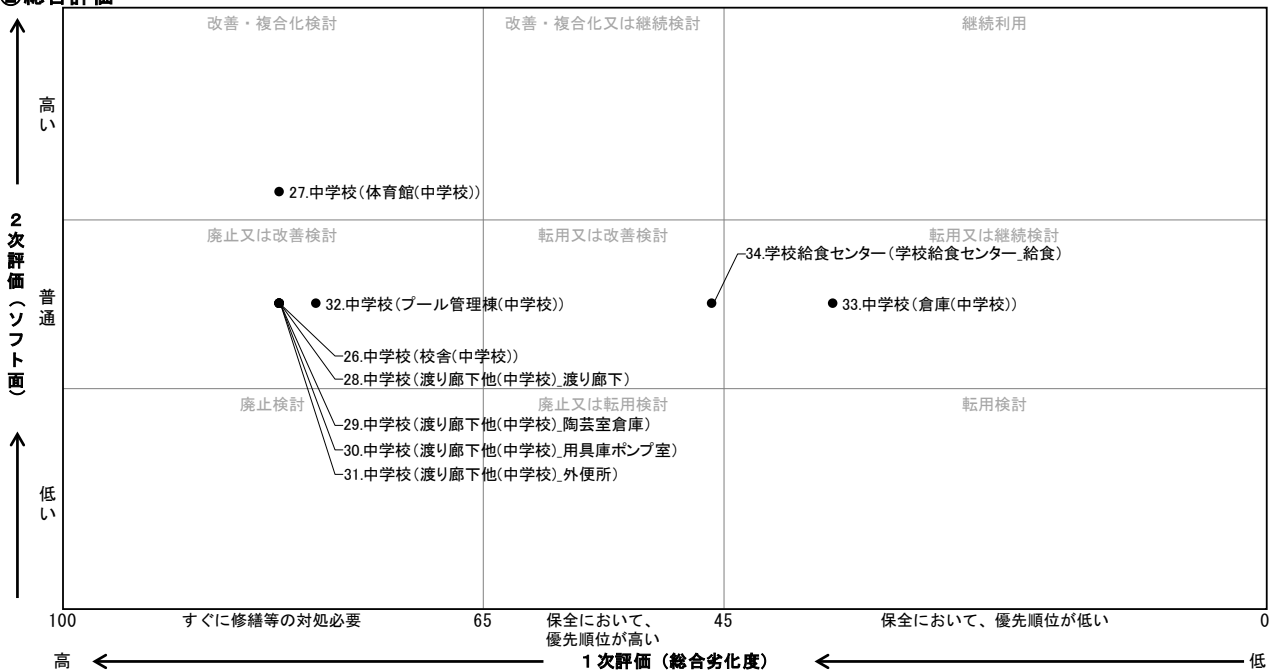 ②総合評価
改善・複合化検討
改善・複合化又は継続検討
継続利用
高い
27.中学校(体育館(中学校))
2次評価(ソフト面)
廃止又は改善検討
転用又は改善検討
転用又は継続検討
34.学校給食センター(学校給食センター_給食)
普通
32.中学校(プール管理棟(中学校))
33.中学校(倉庫(中学校))
26.中学校(校舎(中学校))
28.中学校(渡り廊下他(中学校)_渡り廊下)
廃止検討
廃止又は転用検討
転用検討
29.中学校(渡り廊下他(中学校)_陶芸室倉庫)
30.中学校(渡り廊下他(中学校)_用具庫ポンプ室)
31.中学校(渡り廊下他(中学校)_外便所)
低い
100
すぐに修繕等の対処必要
65
保全において、
優先順位が高い
45
保全において、優先順位が低い
0
高
1次評価(総合劣化度)
低